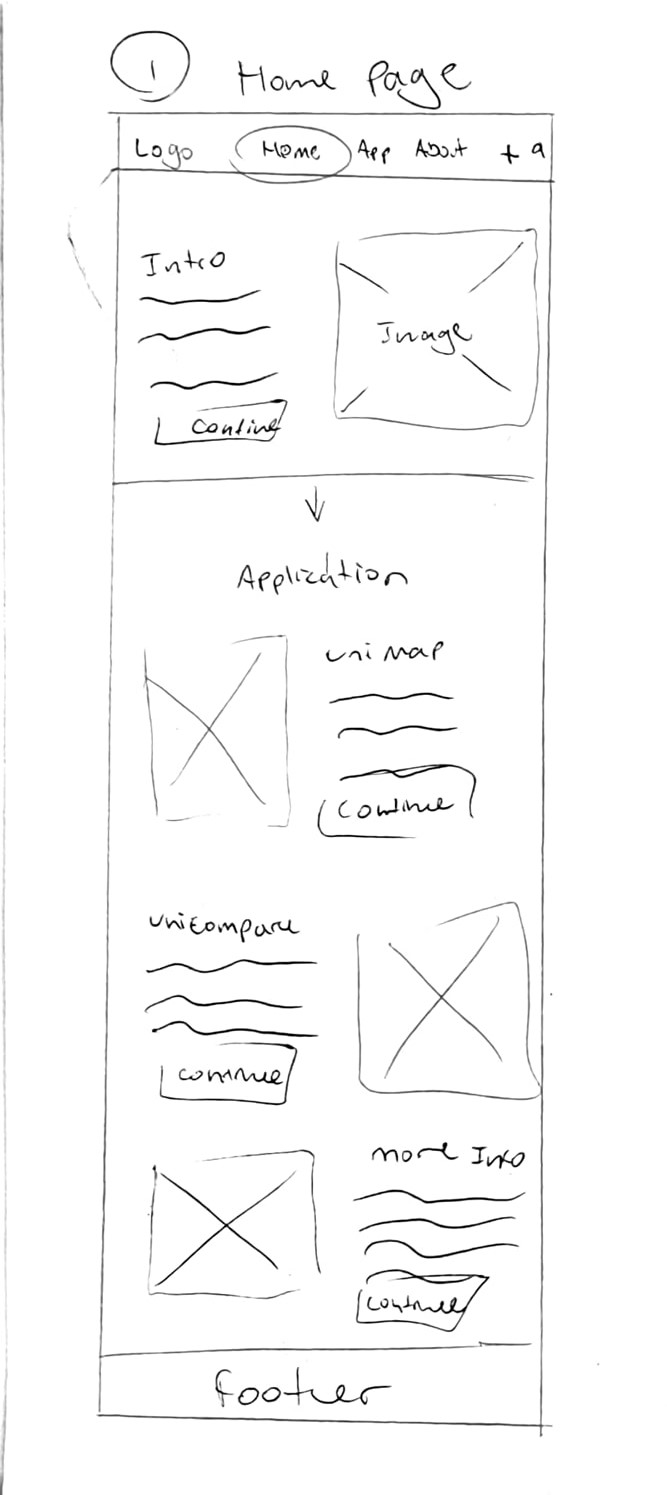 1 Home Page
Logo Home App About + a
Intro
Image
Continue
Application
uni Map
Continue
UniCompare
Continue
More Info
Continue
Footer